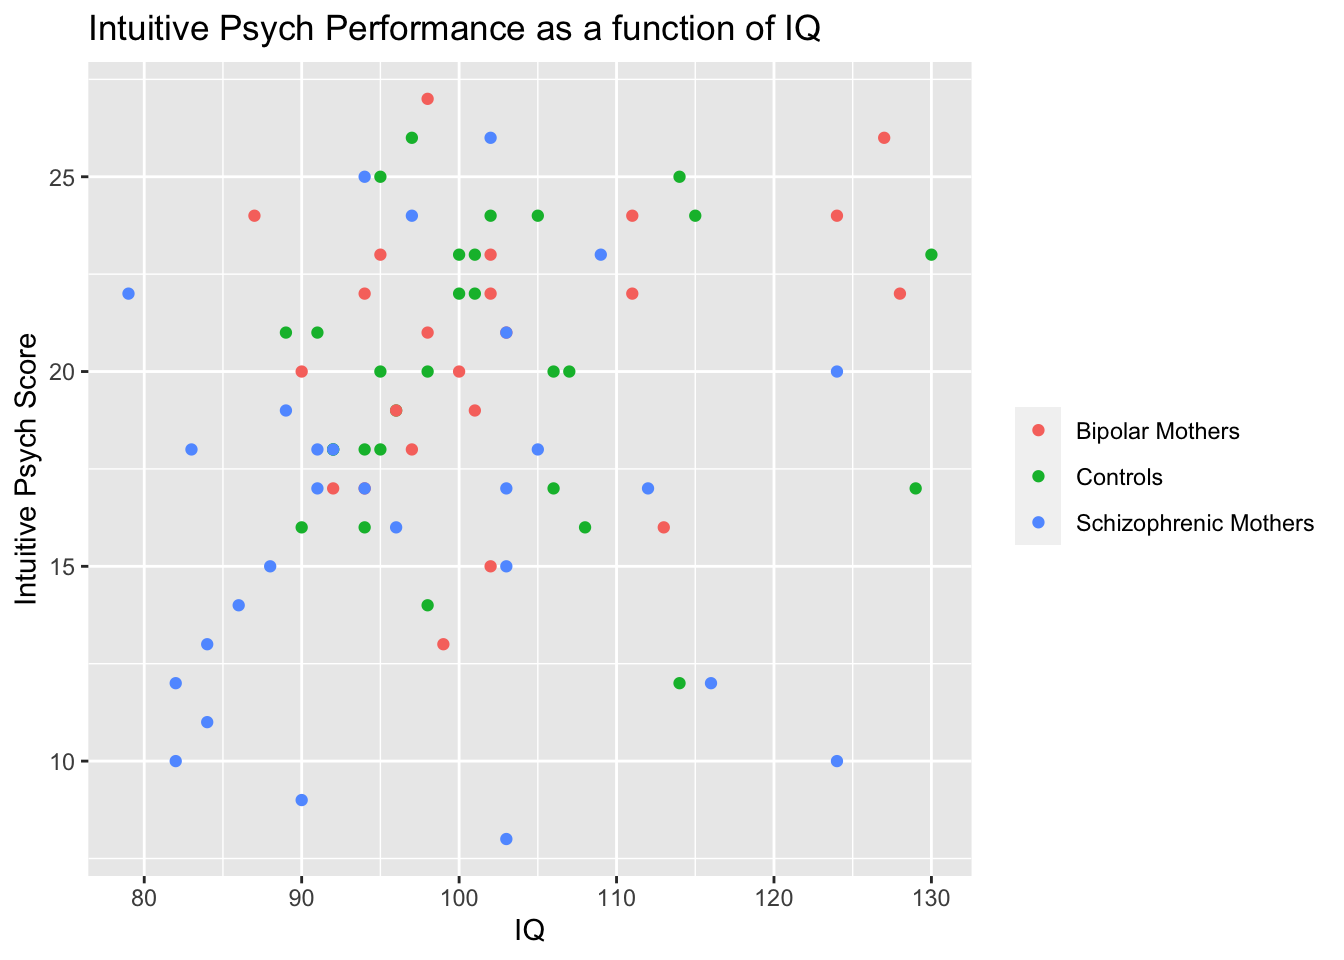 Intuitive Psych Performance as a function of IQ
Intuitive Psych Score
25
20
15
10
80 90 100 110 120 130
IQ
Bipolar Mothers
Controls
Schizophrenic Mothers